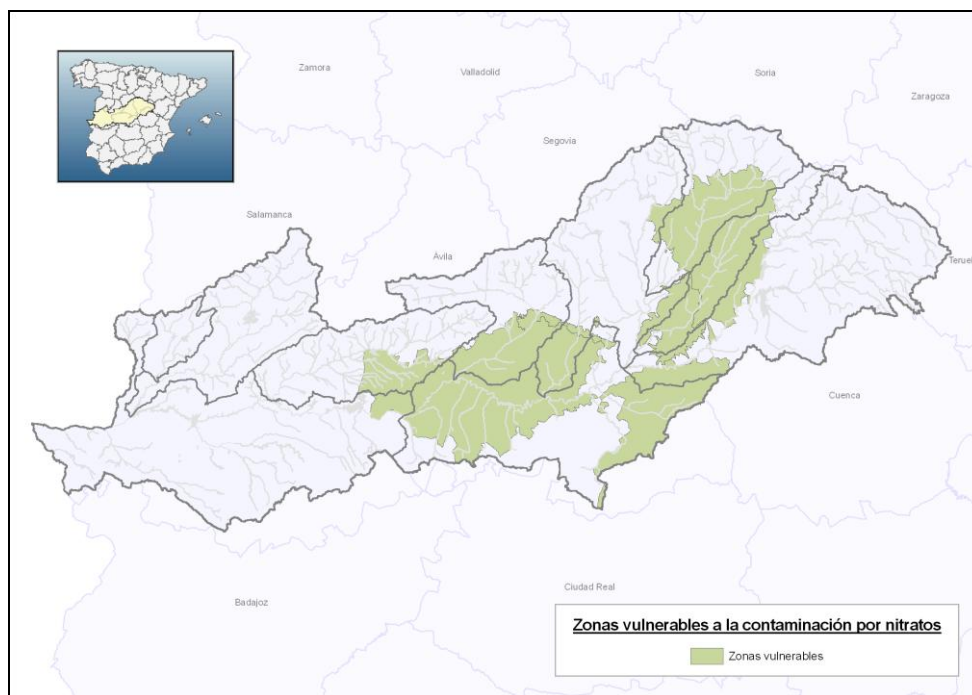 Zamora
Valladolid
Soria
Zaragoza
Segovia
Salamanca
Ávila
Teruel
Cuenca
Badajoz
Ciudad Real
Zonas vulnerables a la contaminación por nitratos
Zonas vulnerables